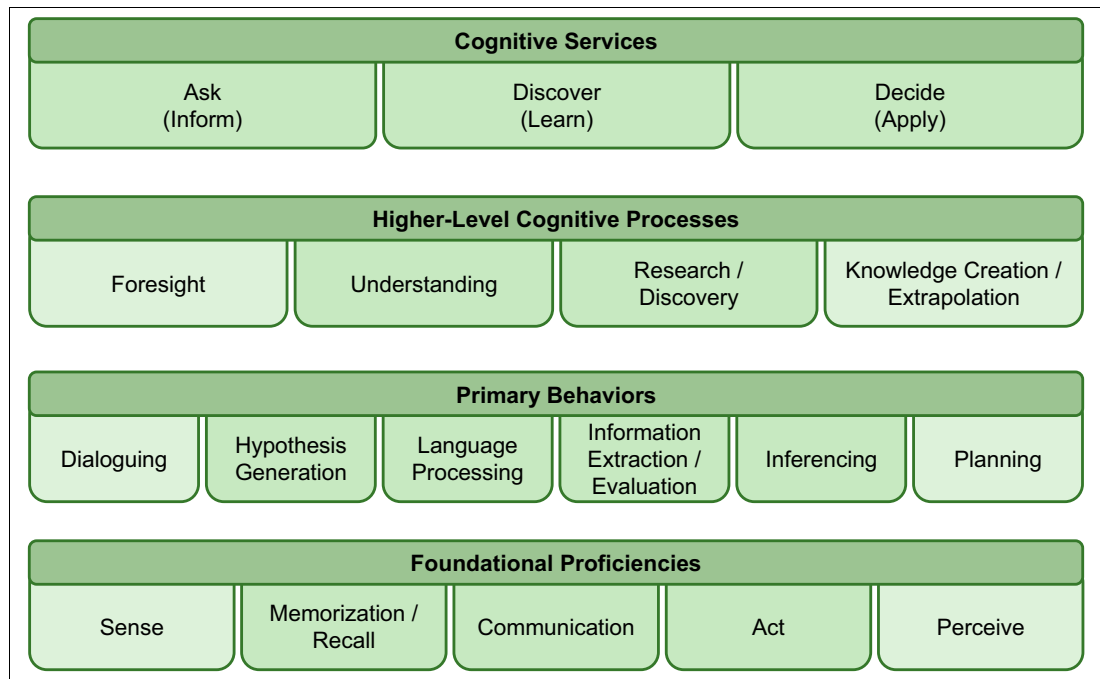 Cognitive Services
Ask
(Inform)
Discover
(Learn)
Decide
(Apply)
Higher-Level Cognitive Processes
Foresight
Understanding
Research /
Discovery
Knowledge Creation /
Extrapolation
Primary Behaviors
Dialoguing
Hypothesis
Generation
Language
Processing
Information
Extraction /
Evaluation
Inferencing
Planning
Foundational Proficiencies
Sense
Memorization /
Recall
Communication
Act
Perceive